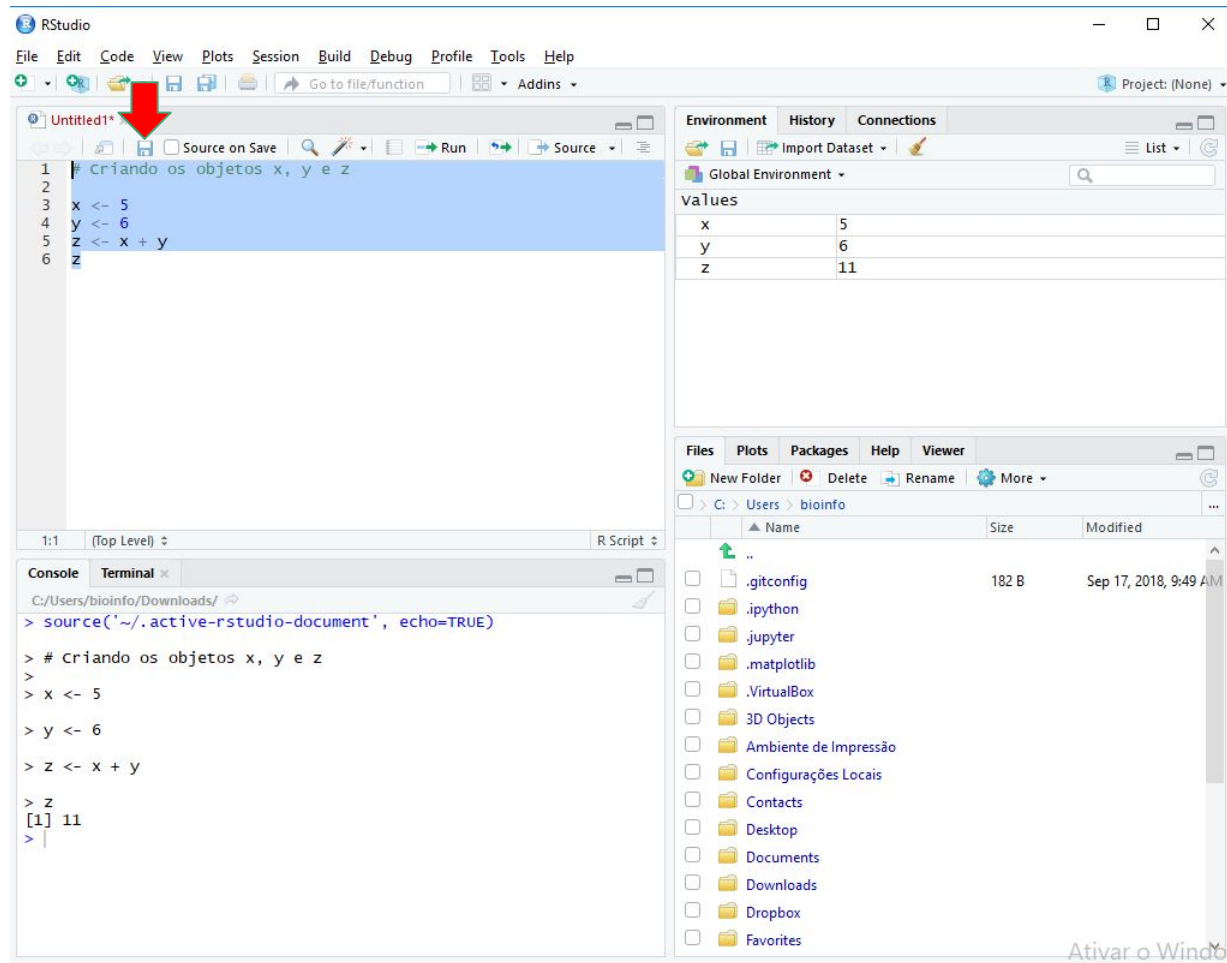 RStudio
File Edit Code View Plots Session Build Debug Profile Tools Help
Go to file/function Addins Project: (None)
Untitled1*
Source on Save Run Source
1 # Criando os objetos x, y e z
2
3 x <- 5
4 y <- 6
5 z <- x + y
6 z
1:1 (Top Level) R Script
Console Terminal
C:/Users/bioinfo/Downloads/
> source('~/.active-rstudio-document', echo=TRUE)
> # Criando os objetos x, y e z
>
> x <- 5
> y <- 6
> z <- x + y
> z
[1] 11
>
Environment History Connections
Import Dataset List
Global Environment
Values
x 5
y 6
z 11
Files Plots Packages Help Viewer
New Folder Delete Rename More
C: > Users > bioinfo ...
Name Size Modified
..
.gitconfig 182 B Sep 17, 2018, 9:49 AM
.ipython
.jupyter
.matplotlib
.VirtualBox
3D Objects
Ambiente de Impressão
Configurações Locais
Contacts
Desktop
Documents
Downloads
Dropbox
Favorites
Ativar o Windo